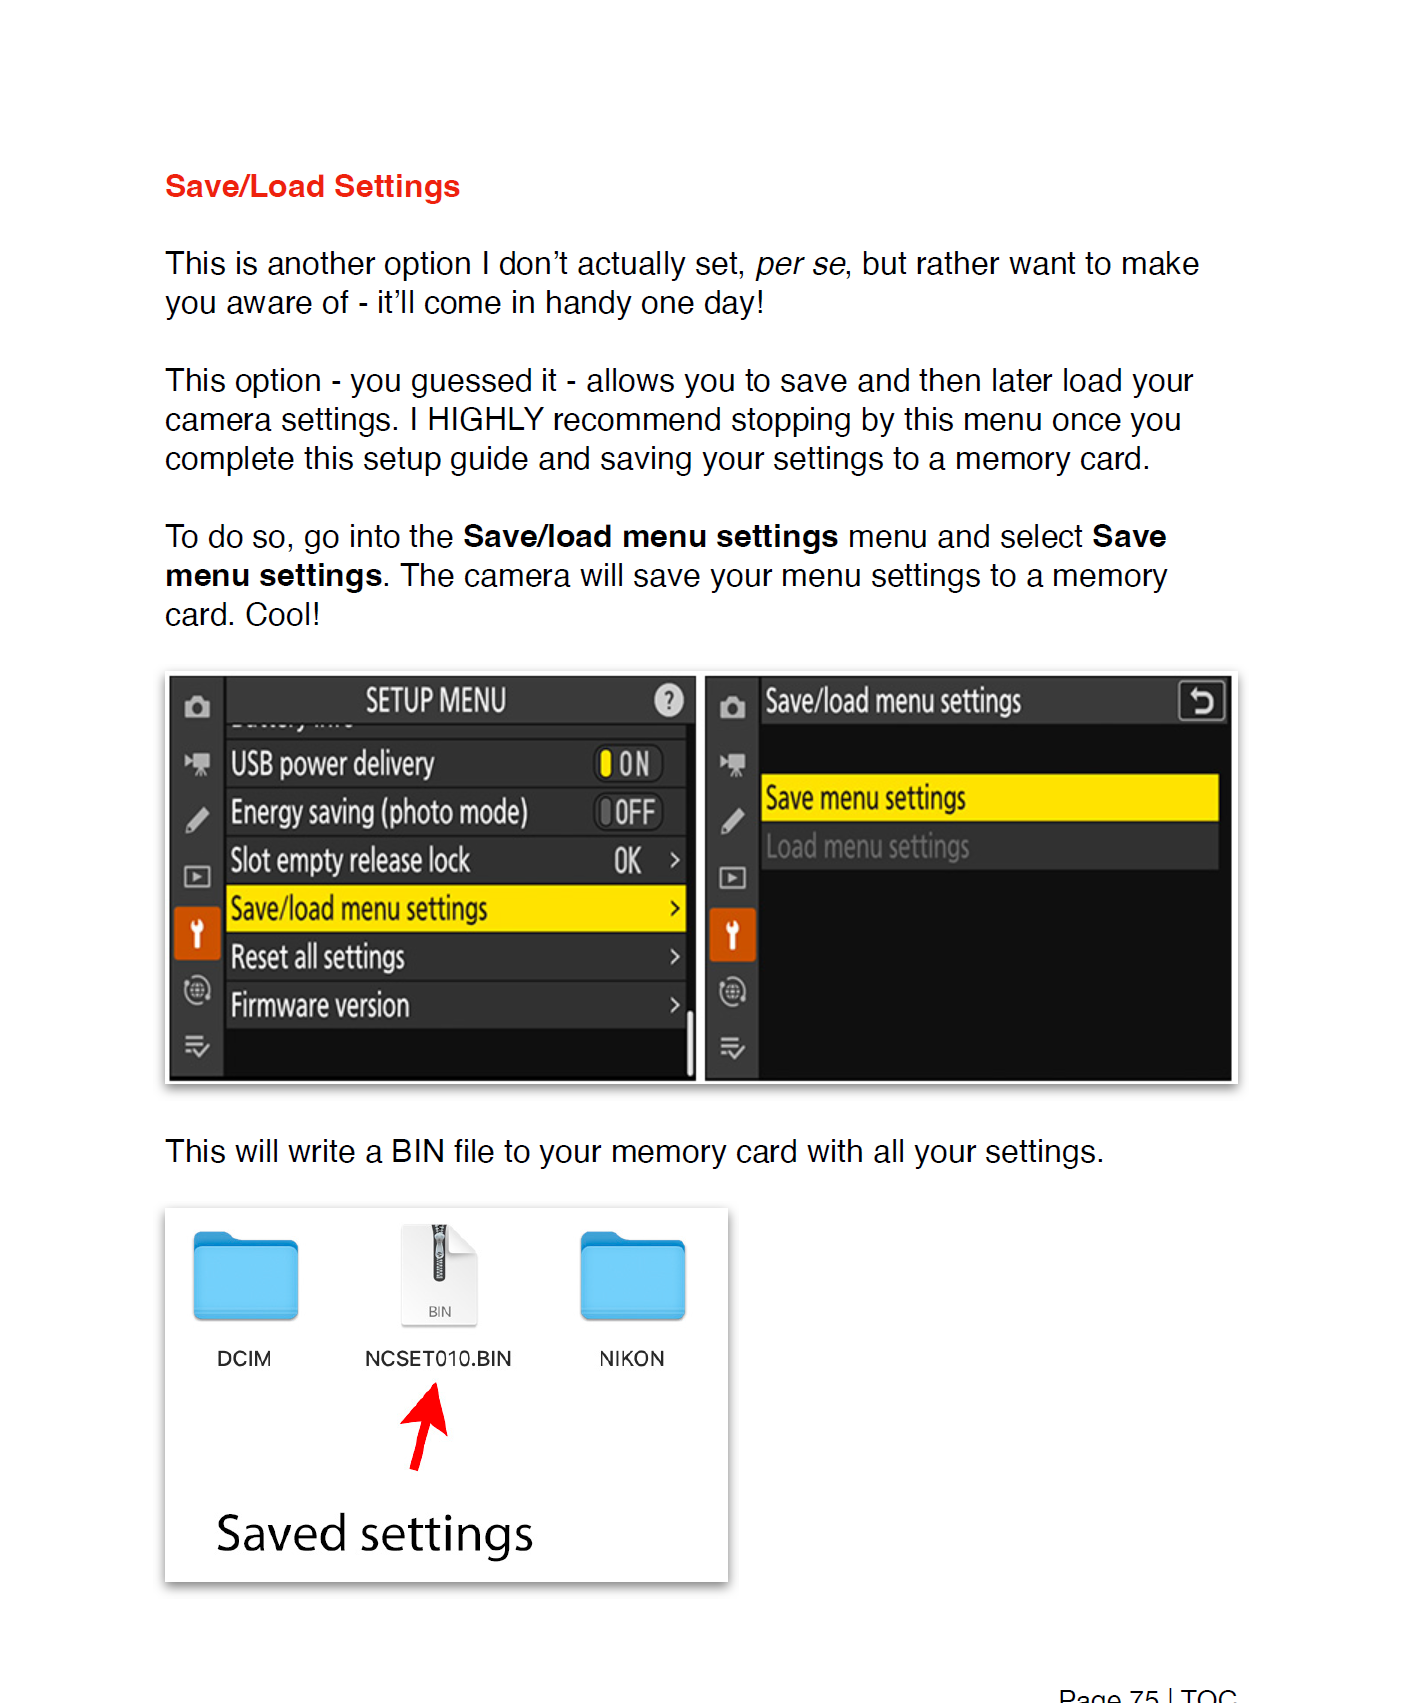 Save/Load Settings
This is another option I don’t actually set, per se, but rather want to make
you aware of - it’ll come in handy one day!
This option - you guessed it - allows you to save and then later load your
camera settings. I HIGHLY recommend stopping by this menu once you
complete this setup guide and saving your settings to a memory card.
To do so, go into the Save/load menu settings menu and select Save
menu settings. The camera will save your menu settings to a memory
card. Cool!
SETUP MENU ?
USB power delivery ON
Energy saving (photo mode) OFF
Slot empty release lock OK >
Save/load menu settings >
Reset all settings >
Firmware version >
Save/load menu settings
Save menu settings
Load menu settings
This will write a BIN file to your memory card with all your settings.
BIN
DCIM NCSET010.BIN NIKON
Saved settings
Page 75 | TOC